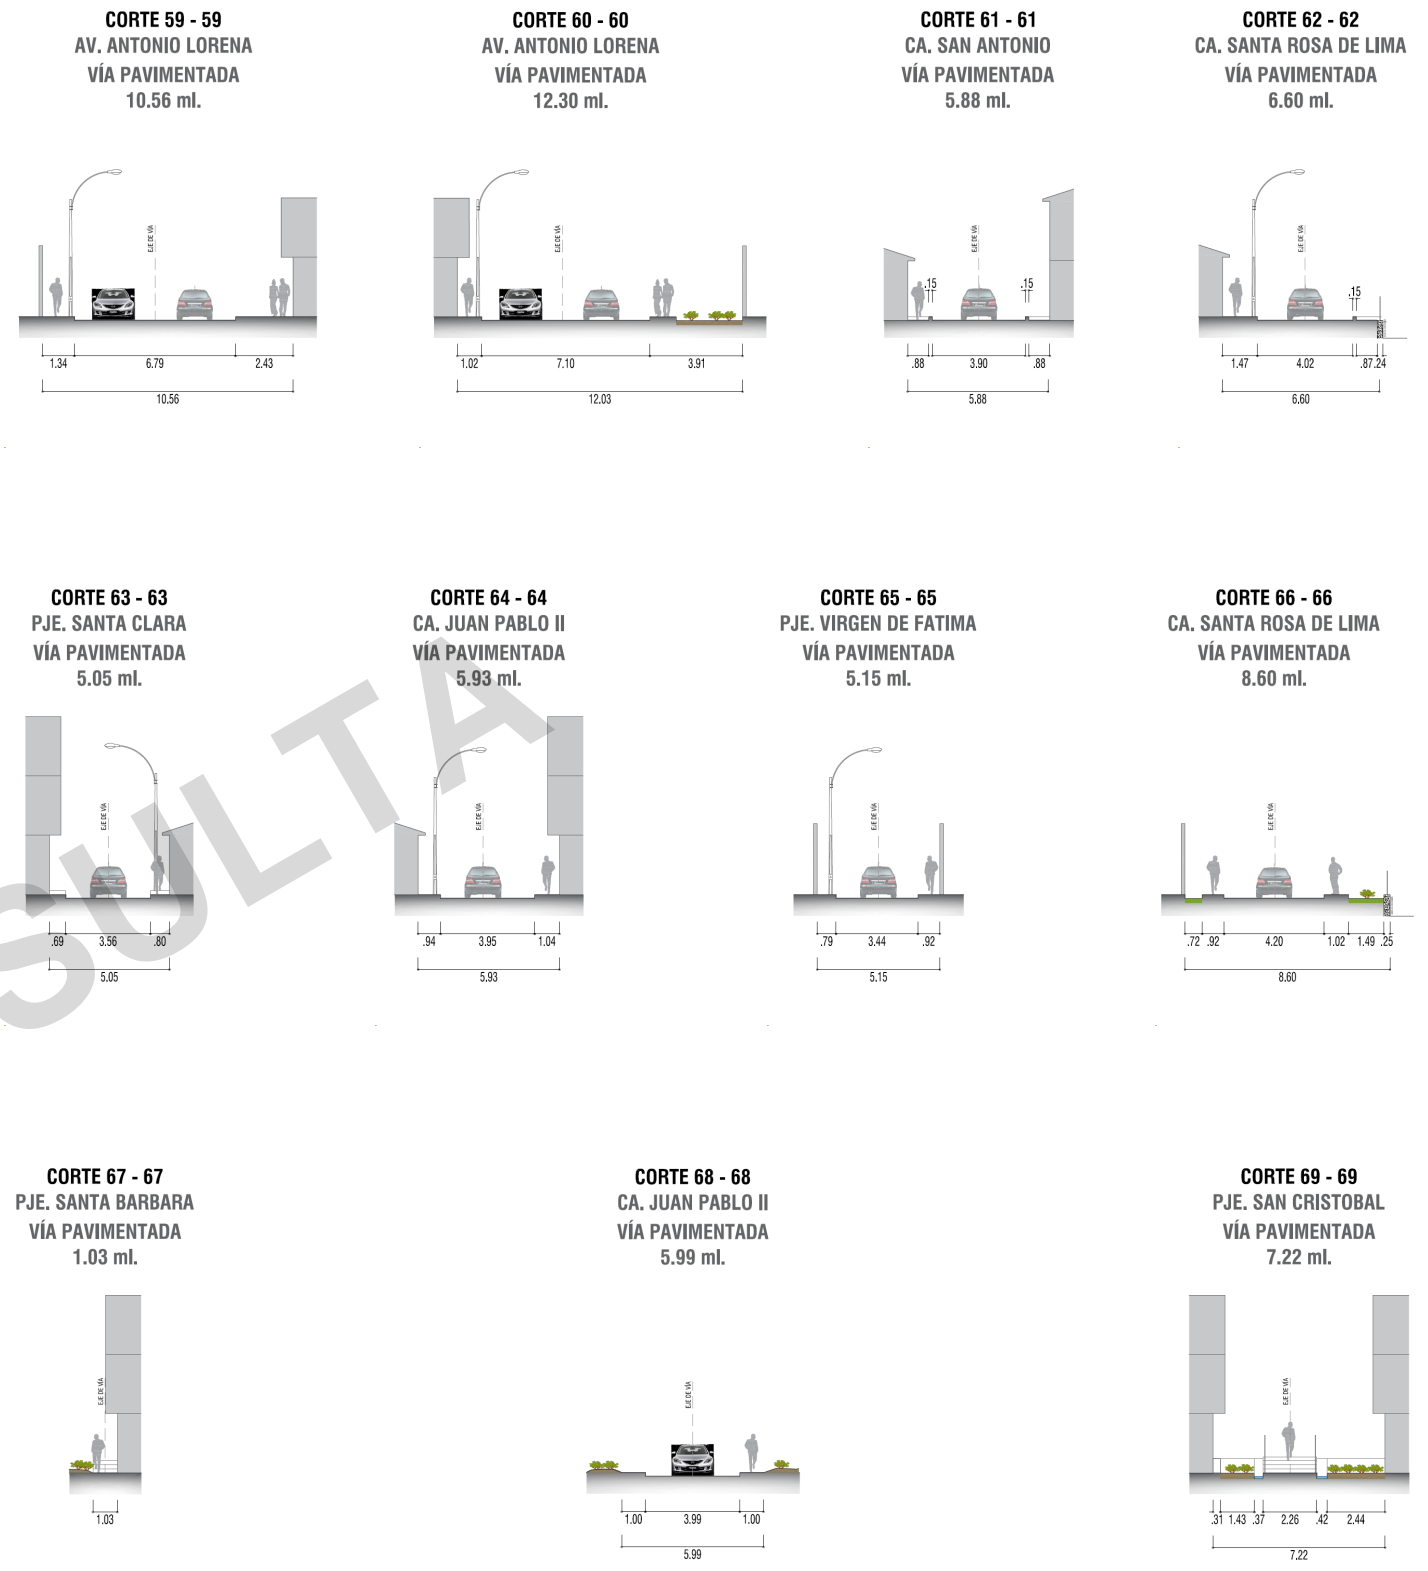 CORTE 59 - 59
AV. ANTONIO LORENA
VÍA PAVIMENTADA
10.56 ml.
EJE DE VÍA
1.34 6.79 2.43
10.56
CORTE 60 - 60
AV. ANTONIO LORENA
VÍA PAVIMENTADA
12.30 ml.
EJE DE VÍA
1.02 7.10 3.91
12.03
CORTE 61 - 61
CA. SAN ANTONIO
VÍA PAVIMENTADA
5.88 ml.
EJE DE VÍA
.15 .15
.88 3.90 .88
5.88
CORTE 62 - 62
CA. SANTA ROSA DE LIMA
VÍA PAVIMENTADA
6.60 ml.
EJE DE VÍA
.15
1.47 4.02 .87 .24
6.60
CORTE 63 - 63
PJE. SANTA CLARA
VÍA PAVIMENTADA
5.05 ml.
EJE DE VÍA
.69 3.56 .80
5.05
CORTE 64 - 64
CA. JUAN PABLO II
VÍA PAVIMENTADA
5.93 ml.
EJE DE VÍA
.94 3.95 1.04
5.93
CORTE 65 - 65
PJE. VIRGEN DE FATIMA
VÍA PAVIMENTADA
5.15 ml.
EJE DE VÍA
.79 3.44 .92
5.15
CORTE 66 - 66
CA. SANTA ROSA DE LIMA
VÍA PAVIMENTADA
8.60 ml.
EJE DE VÍA
.72 .92 4.20 1.02 1.49 .25
8.60
SULTA
CORTE 67 - 67
PJE. SANTA BARBARA
VÍA PAVIMENTADA
1.03 ml.
EJE DE VÍA
1.03
CORTE 68 - 68
CA. JUAN PABLO II
VÍA PAVIMENTADA
5.99 ml.
EJE DE VÍA
1.00 3.99 1.00
5.99
CORTE 69 - 69
PJE. SAN CRISTOBAL
VÍA PAVIMENTADA
7.22 ml.
EJE DE VÍA
.31 1.43 .37 2.26 .42 2.44
7.22